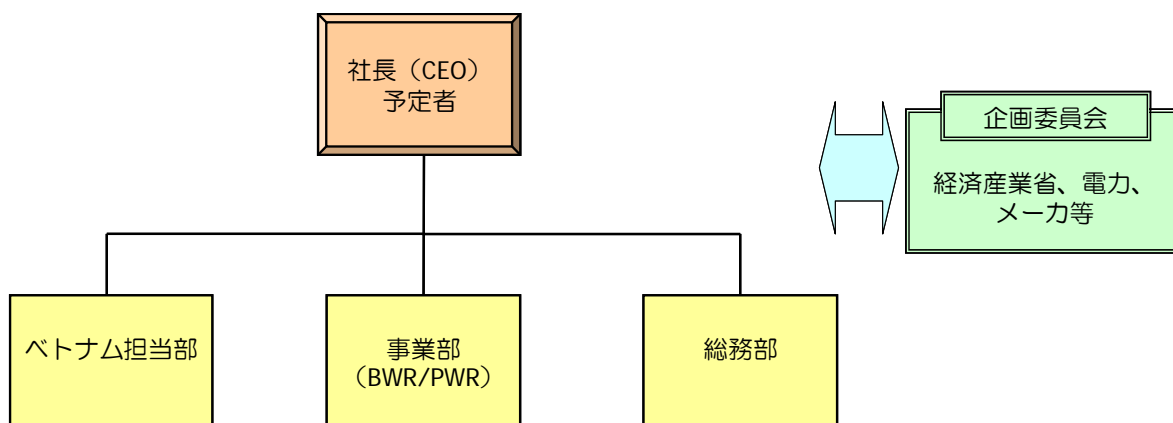 社長（CEO）
予定者
企画委員会
経済産業省、電力、
メーカ等
ベトナム担当部
事業部
（BWR/PWR）
総務部